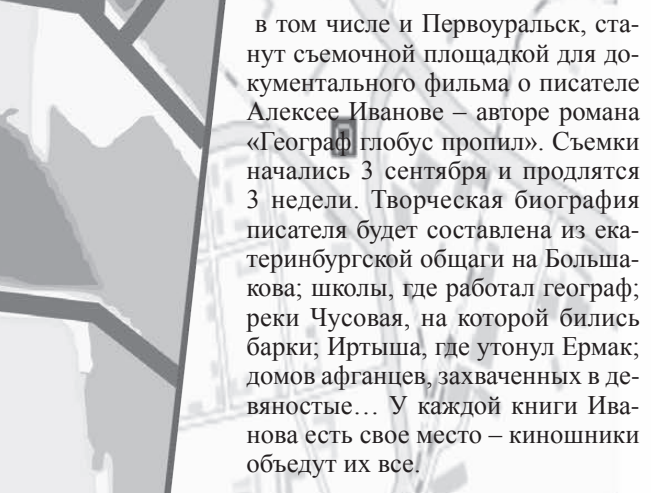 в том числе и Первоуральск, ста-
нут съемочной площадкой для до-
кументального фильма о писателе
Алексее Иванове – авторе романа
«Географ глобус пропил». Съемки
начались 3 сентября и продлятся
3 недели. Творческая биография
писателя будет составлена из ека-
теринбургской общаги на Больша-
кова; школы, где работал географ;
реки Чусовая, на которой бились
барки; Иртыша, где утонул Ермак;
домов афганцев, захваченных в де-
вяностые… У каждой книги Ива-
нова есть свое место – киношники
объедут их все.